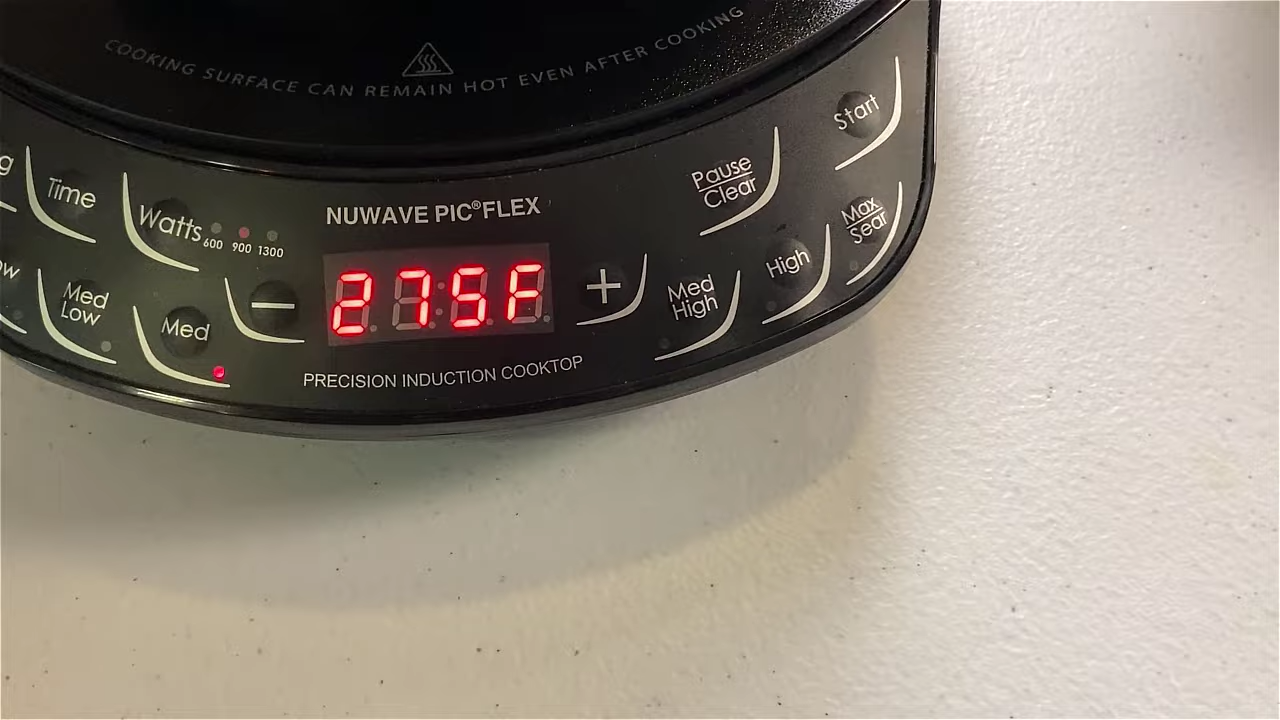 COOKING SURFACE CAN REMAIN HOT EVEN AFTER COOKING
Start
Pause
Clear
Time
Watts
600 900 1300
NUWAVE PIC®FLEX
Max
Sear
High
Med
High
+
275F
−
Med
Low
Med
PRECISION INDUCTION COOKTOP